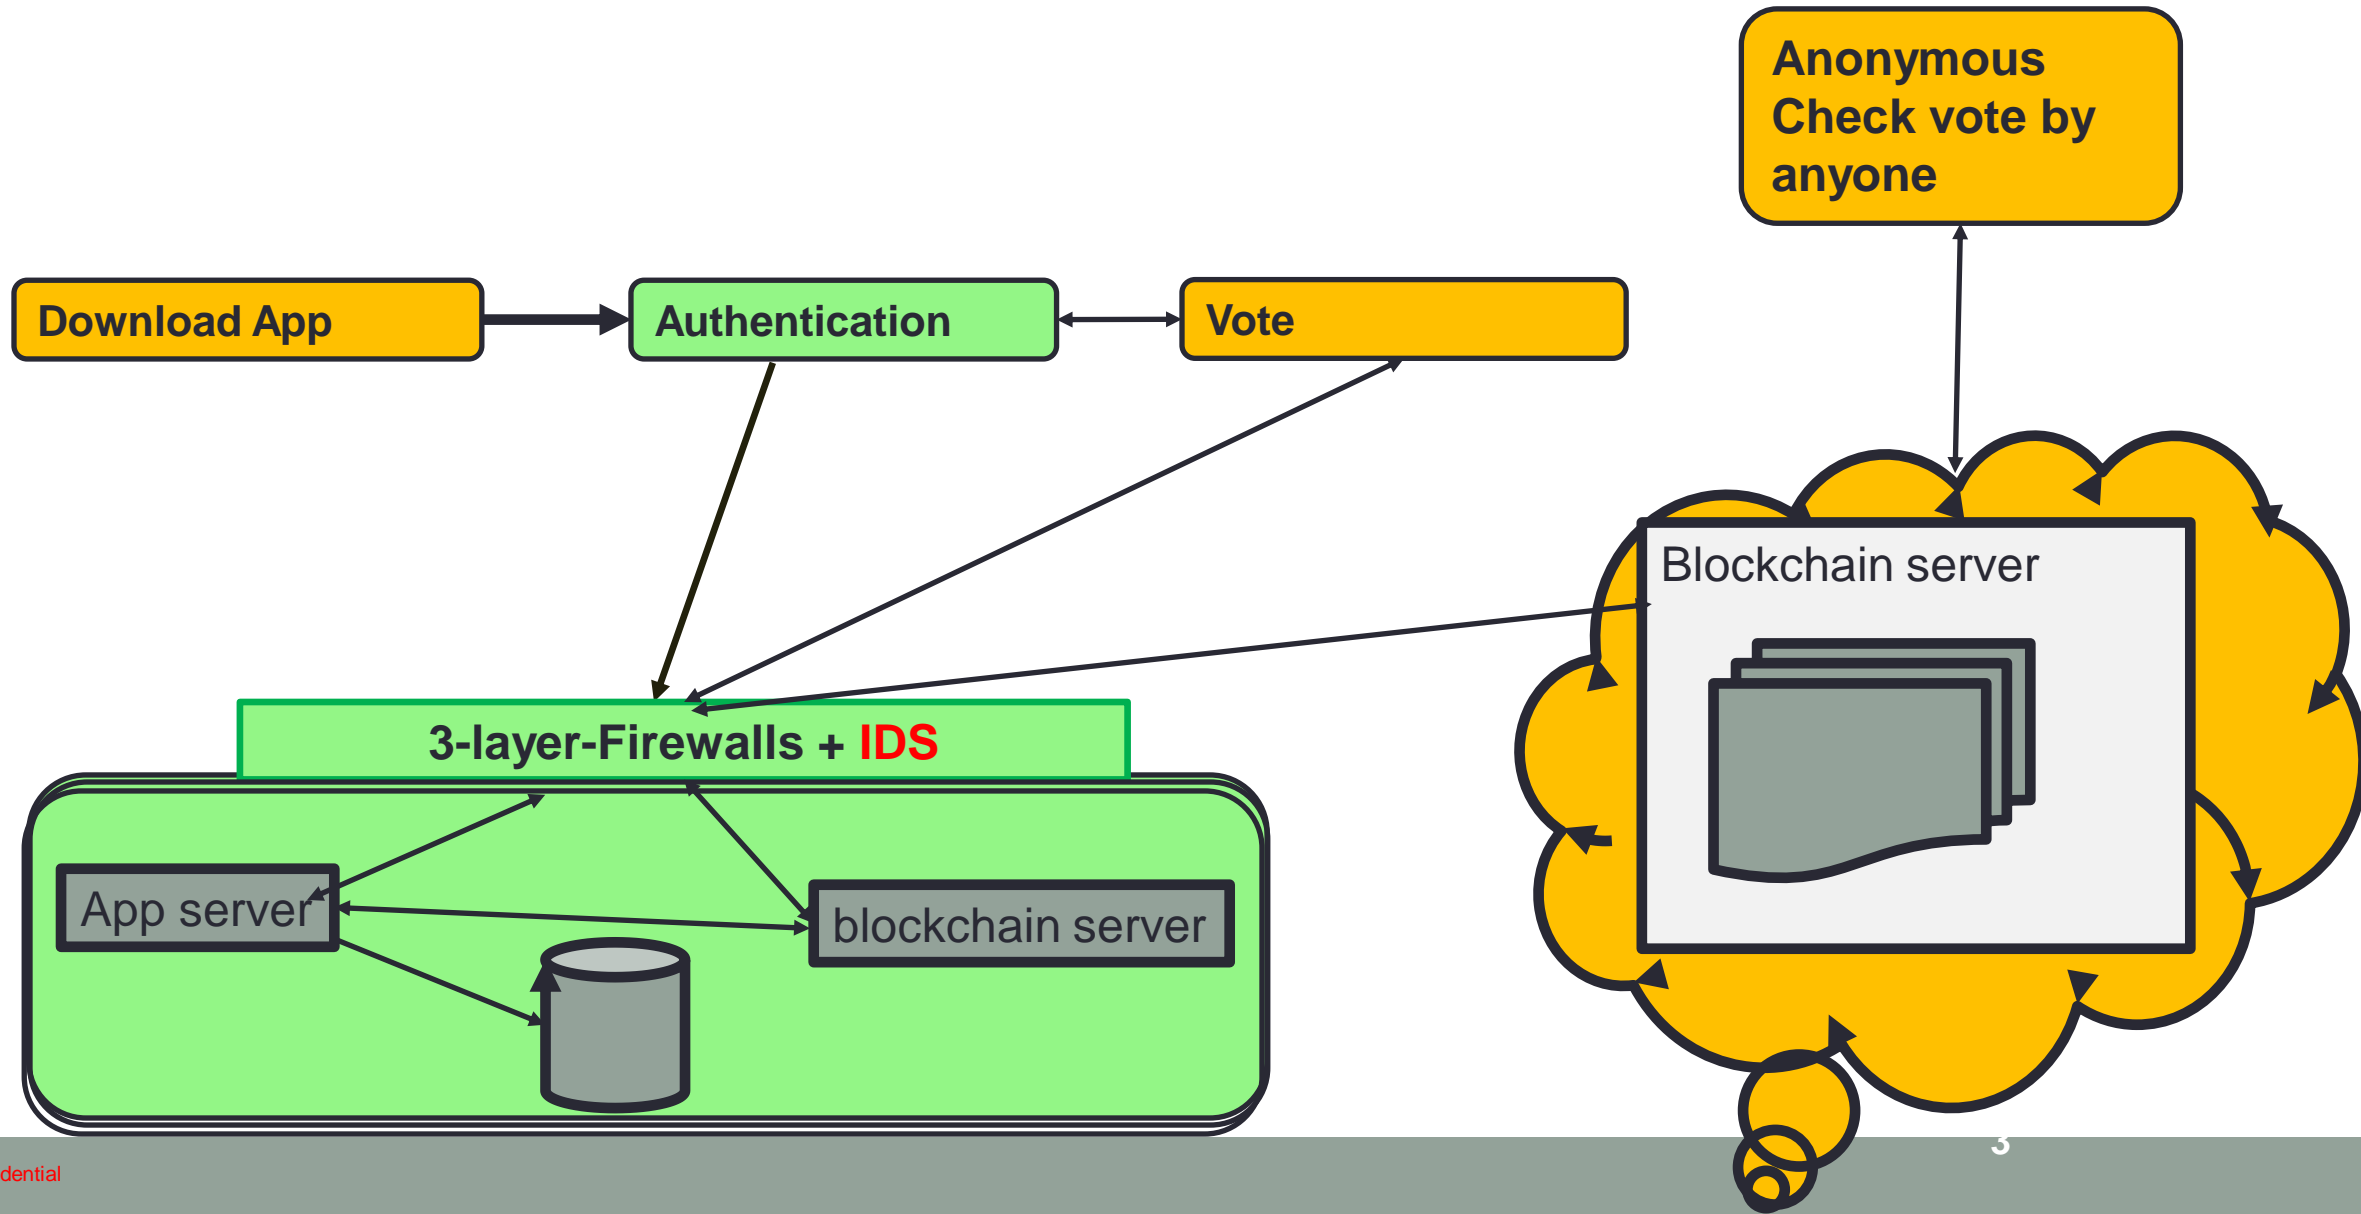 Anonymous
Check vote by
anyone
Download App
Authentication
Vote
Blockchain server
3-layer-Firewalls + IDS
App server
blockchain server
3
dential